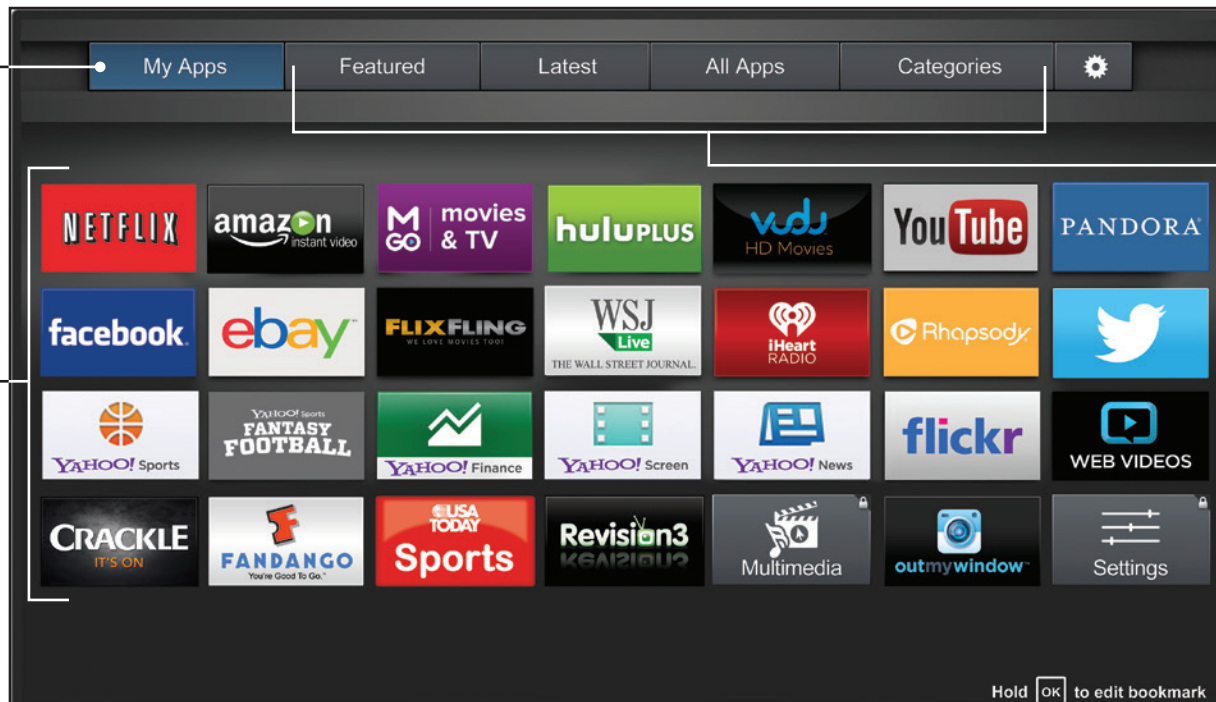 My Apps
Featured
Latest
All Apps
Categories
NETFLIX
amazon
instant video
M
GO
movies
& TV
huluPLUS
vudu
HD Movies
YouTube
PANDORA
facebook
ebay
FLIXFLING
WE LOVE MOVIES TOO!
WSJ
Live
THE WALL STREET JOURNAL.
iHeart
RADIO
Rhapsody
YAHOO! Sports
YAHOO! Sports
FANTASY
FOOTBALL
YAHOO! Finance
YAHOO! Screen
YAHOO! News
flickr
WEB VIDEOS
CRACKLE
IT'S ON
FANDANGO
You're Good To Go.™
USA
TODAY
Sports
Revision3
Multimedia
outmywindow™
Settings
Hold OK to edit bookmark